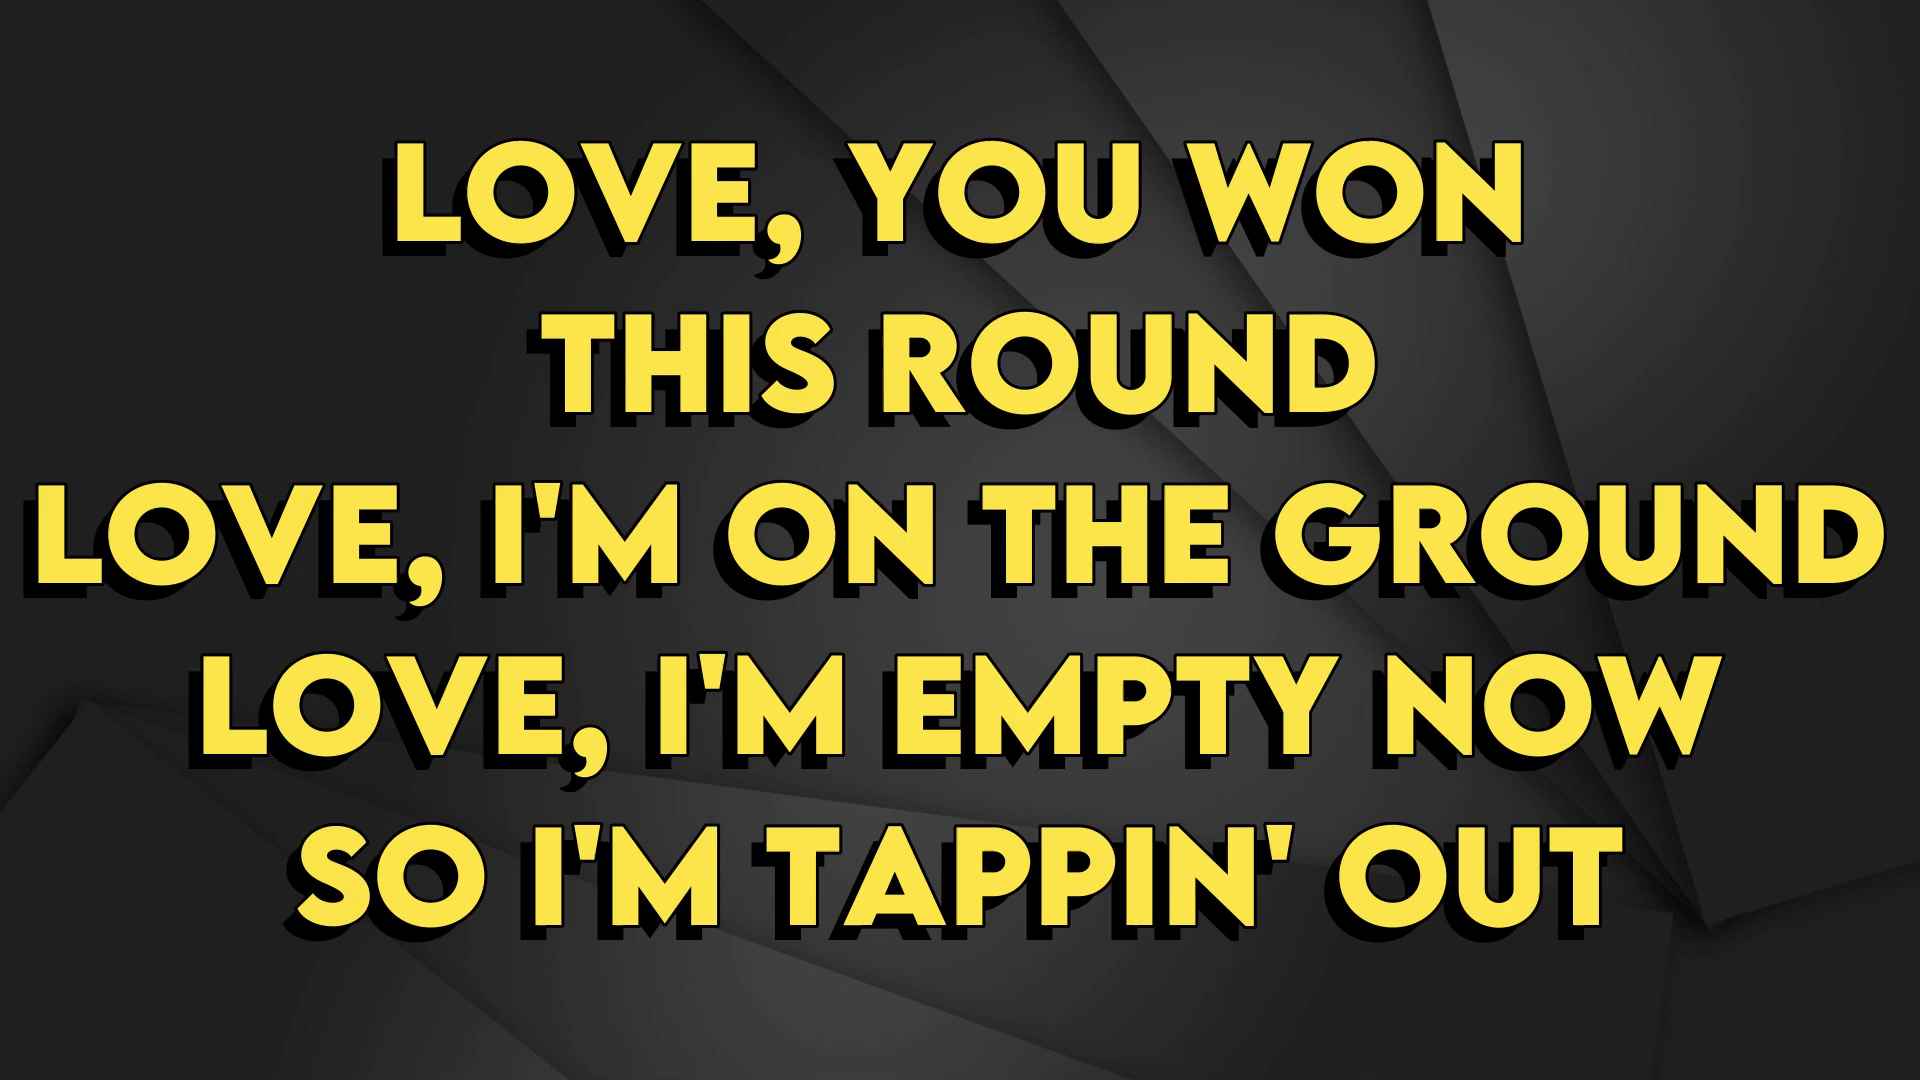 LOVE, YOU WON
THIS ROUND
LOVE, I'M ON THE GROUND
LOVE, I'M EMPTY NOW
SO I'M TAPPIN' OUT